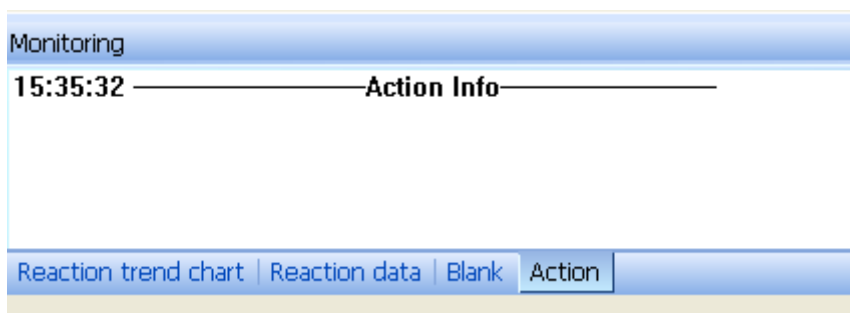 Monitoring
15:35:32 ——————Action Info——————
Reaction trend chart | Reaction data | Blank Action